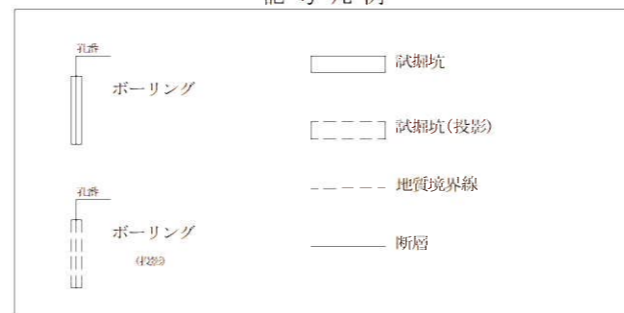 記号凡例
孔番
ボーリング
孔番
ボーリング
(投影)
試掘坑
試掘坑(投影)
地質境界線
断層